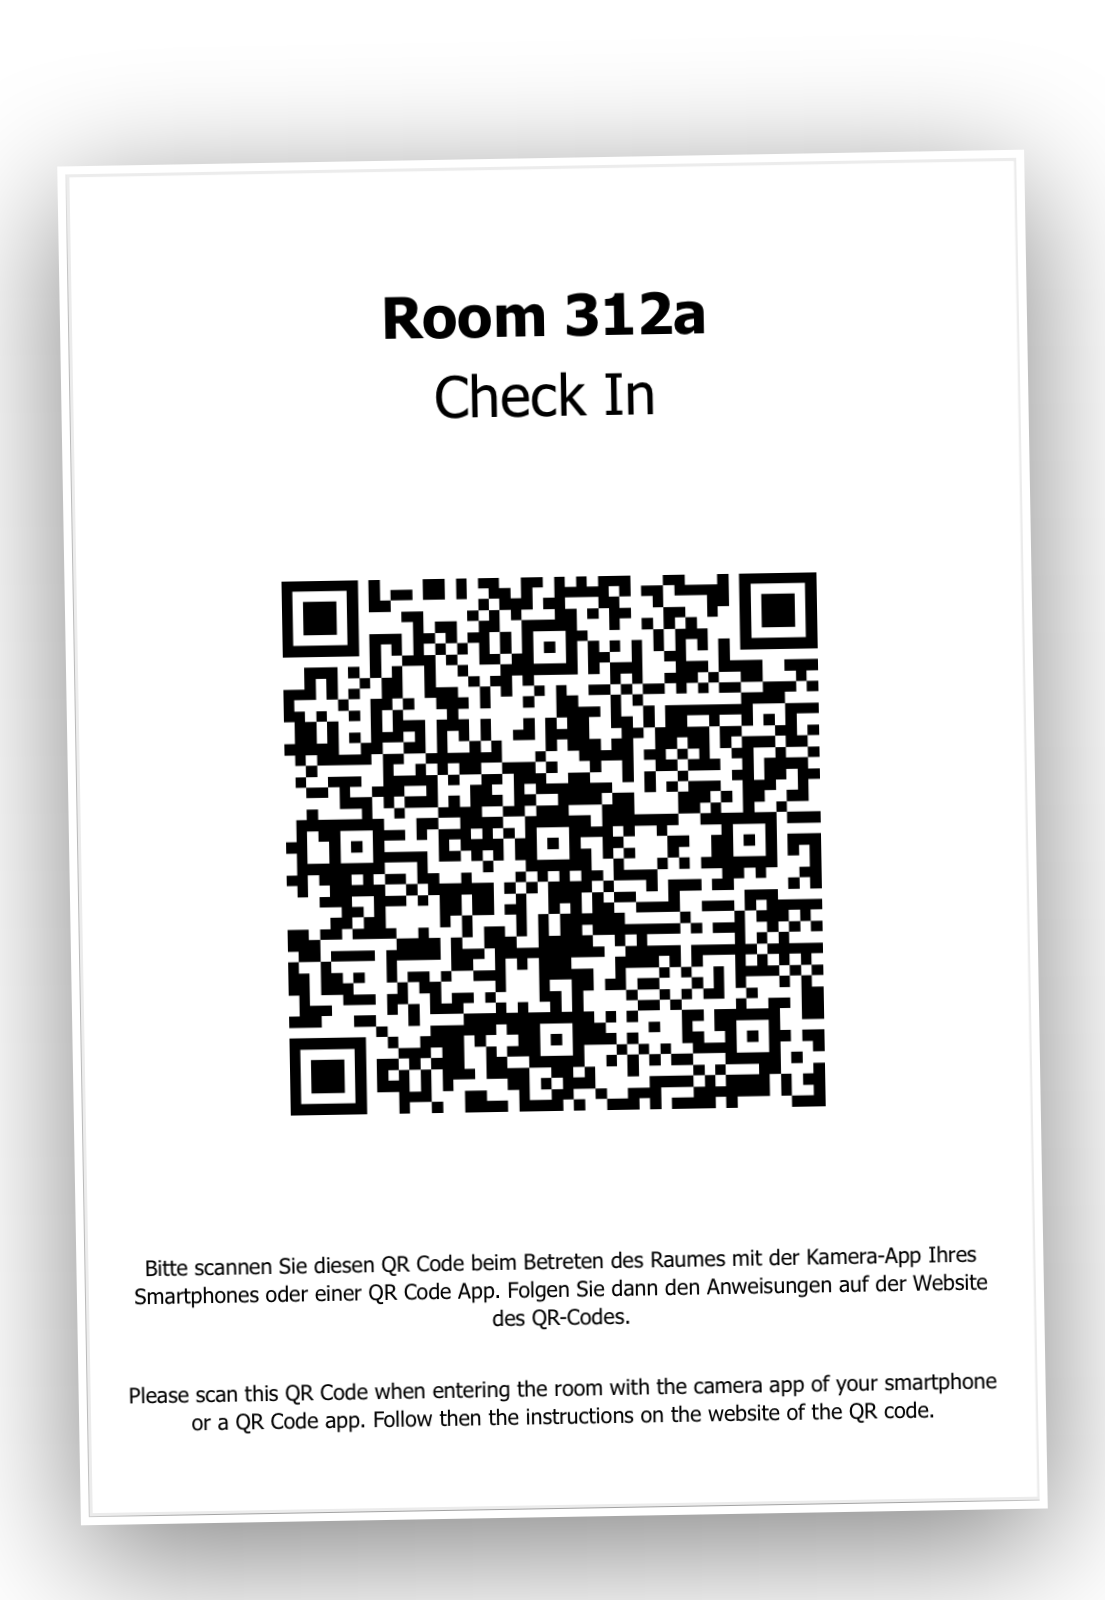 Room 312a
Check In
Bitte scannen Sie diesen QR Code beim Betreten des Raumes mit der Kamera-App Ihres
Smartphones oder einer QR Code App. Folgen Sie dann den Anweisungen auf der Website
des QR-Codes.
Please scan this QR Code when entering the room with the camera app of your smartphone
or a QR Code app. Follow then the instructions on the website of the QR code.